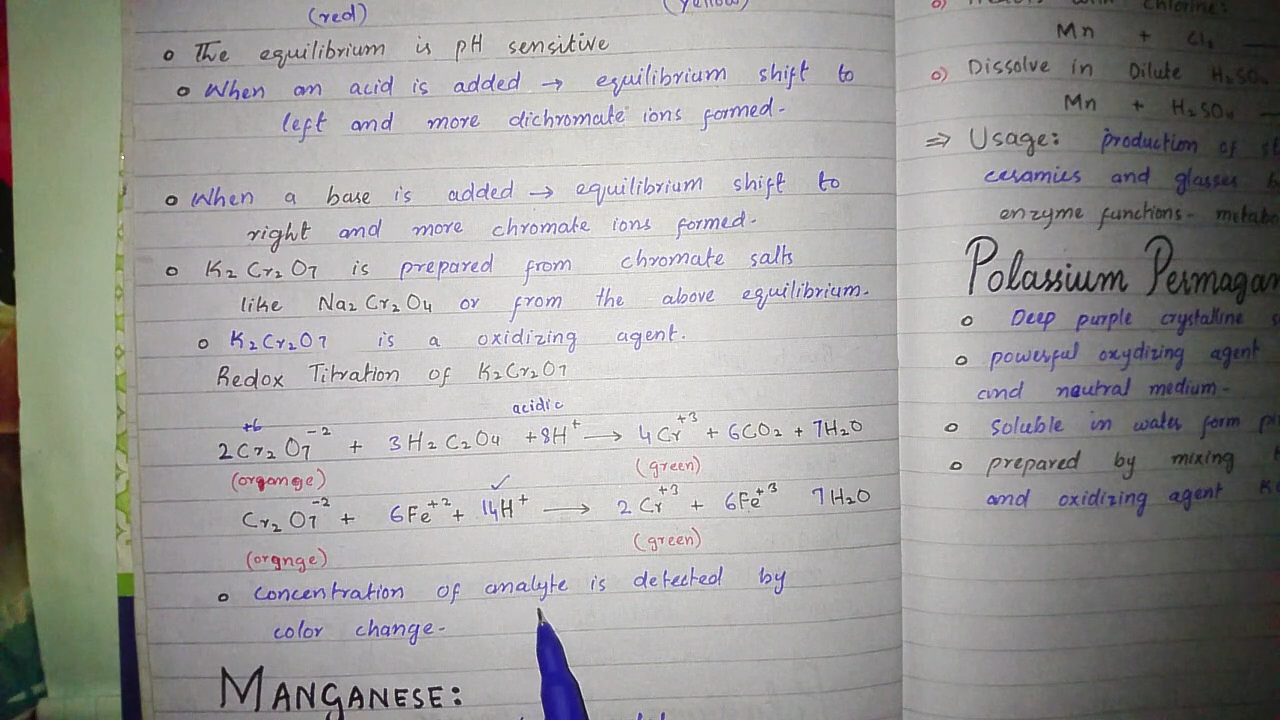 (red)
(yellow)
o The equilibrium is pH sensitive
o When an acid is added → equilibrium shift to
left and more dichromate ions formed.
o When a base is added → equilibrium shift to
right and more chromate ions formed.
o K₂Cr₂O7 is prepared from chromate salts
like Na₂Cr₂O₄ or from the above equilibrium.
o K₂Cr₂O7 is a oxidizing agent.
Redox Titration of K₂Cr₂O7
+6 acidic
2Cr₂O7⁻² + 3H₂C₂O₄ +8H⁺ → 4Cr⁺³ + 6CO₂ + 7H₂O
(organge) (green)
✓
Cr₂O7⁻² + 6Fe⁺² + 14H⁺ → 2Cr⁺³ + 6Fe⁺³ 7H₂O
(orgnge) (green)
o Concentration of analyte is detected by
color change-
MANGANESE:
o) with Chlorine:
Mn + Cl₂
o) Dissolve in Dilute H₂SO₄
Mn + H₂SO₄
⇒ Usage: production of
ceramics and glasses
enzyme functions-
Polassium
o Deep purple crystalline
o powerful oxydizing agent
and neutral medium-
o soluble in water form
o prepared by mixing
and oxidizing agent